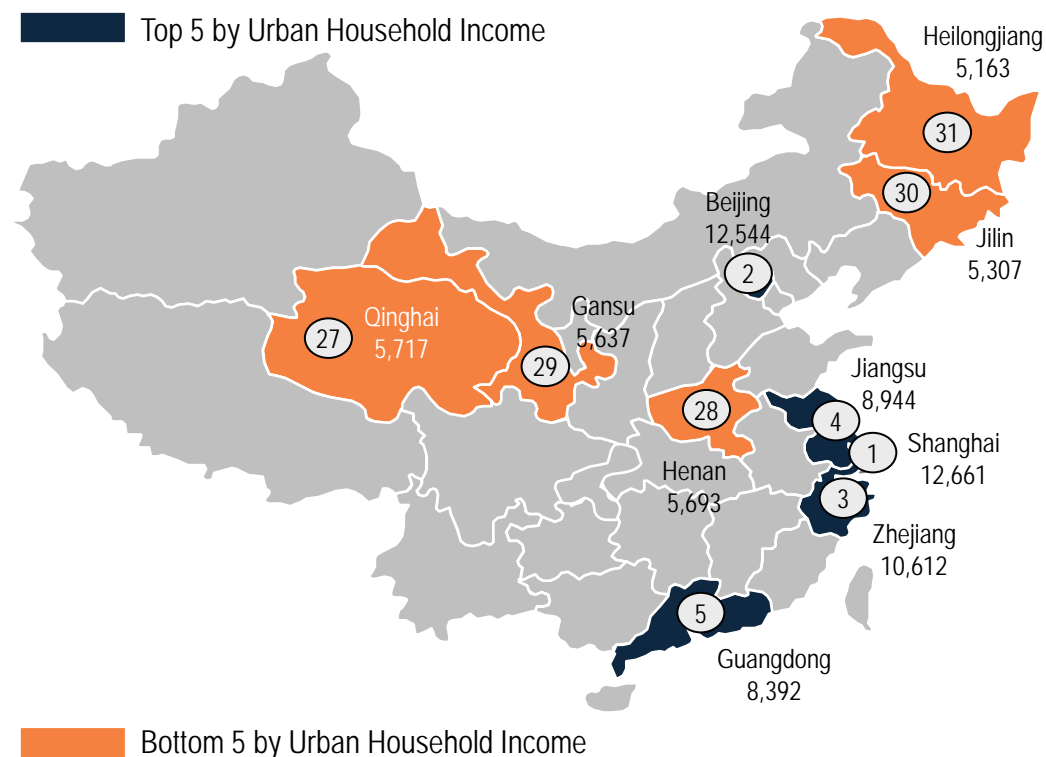 Top 5 by Urban Household Income
Heilongjiang
5,163
31
30
Jilin
5,307
Beijing
12,544
2
Qinghai
5,717
27
Gansu
5,637
29
28
Henan
5,693
Jiangsu
8,944
4
Shanghai
12,661
1
3
Zhejiang
10,612
5
Guangdong
8,392
Bottom 5 by Urban Household Income